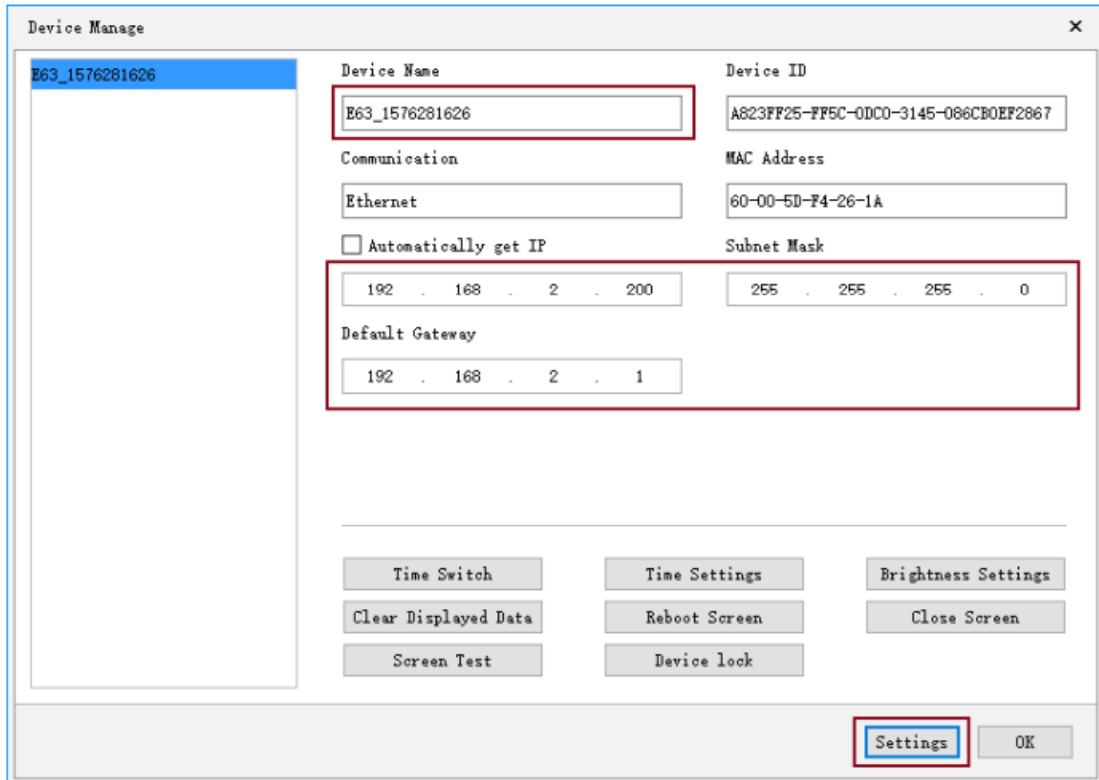 Device Manage
E63_1576281626
Device Name
Device ID
E63_1576281626
A823FF25-FF5C-0DC0-3145-086CB0EF2867
Communication
MAC Address
Ethernet
60-00-5D-F4-26-1A
Automatically get IP
Subnet Mask
192 . 168 . 2 . 200
255 . 255 . 255 . 0
Default Gateway
192 . 168 . 2 . 1
Time Switch
Time Settings
Brightness Settings
Clear Displayed Data
Reboot Screen
Close Screen
Screen Test
Device lock
Settings
OK